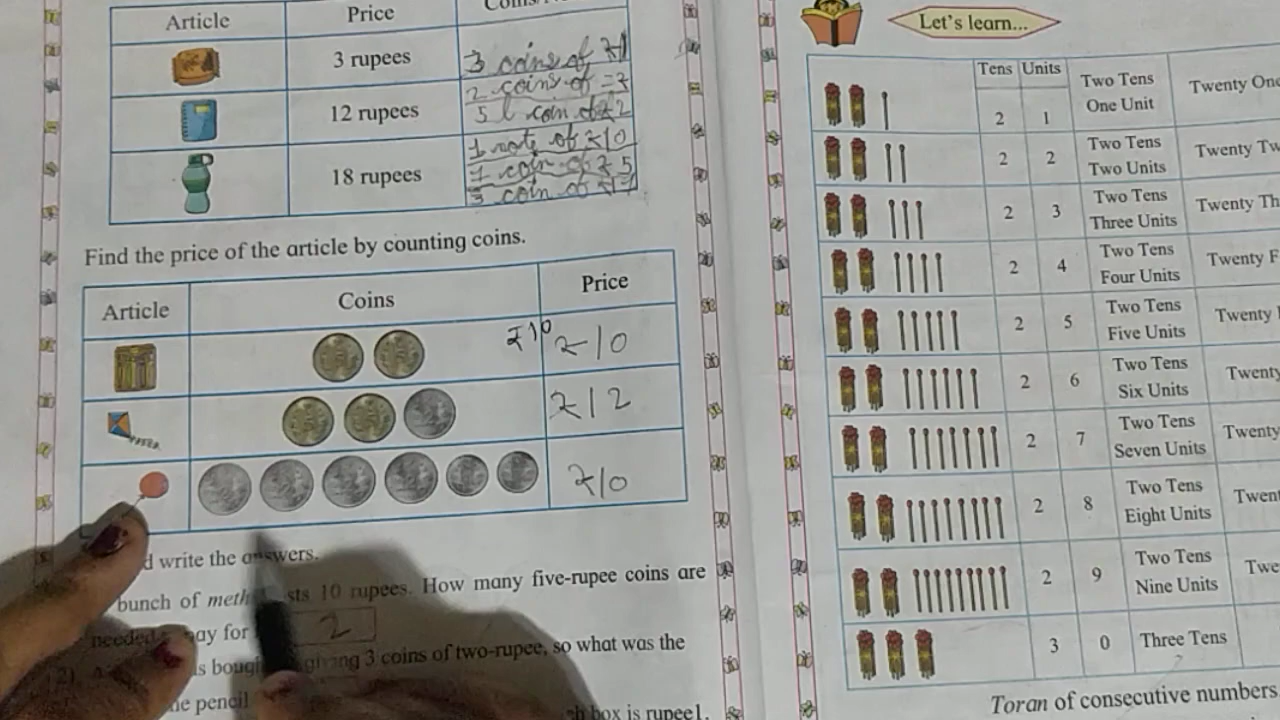 Article Price
3 rupees 3 coins of ₹1
2 coins of
12 rupees
1 coin of ₹2
1 note of ₹10
18 rupees 1 coin of ₹5
3 coin of
Find the price of the article by counting coins.
Article Coins Price
₹10 ₹10
₹12
₹10
write the answers.
bunch of sts 10 rupees. How many five-rupee coins are
needed ay for 2
2) giving 3 coins of two-rupee, so what was the
pencil box is rupee1.
Let's learn...
Tens Units
2 1 Two Tens One Unit Twenty One
2 2 Two Tens Two Units Twenty Tw
2 3 Two Tens Three Units Twenty Th
2 4 Two Tens Four Units Twenty F
2 5 Two Tens Five Units Twenty
2 6 Two Tens Six Units Twenty
2 7 Two Tens Seven Units Twenty
2 8 Two Tens Eight Units Twent
2 9 Two Tens Nine Units Twe
3 0 Three Tens
Toran of consecutive numbers